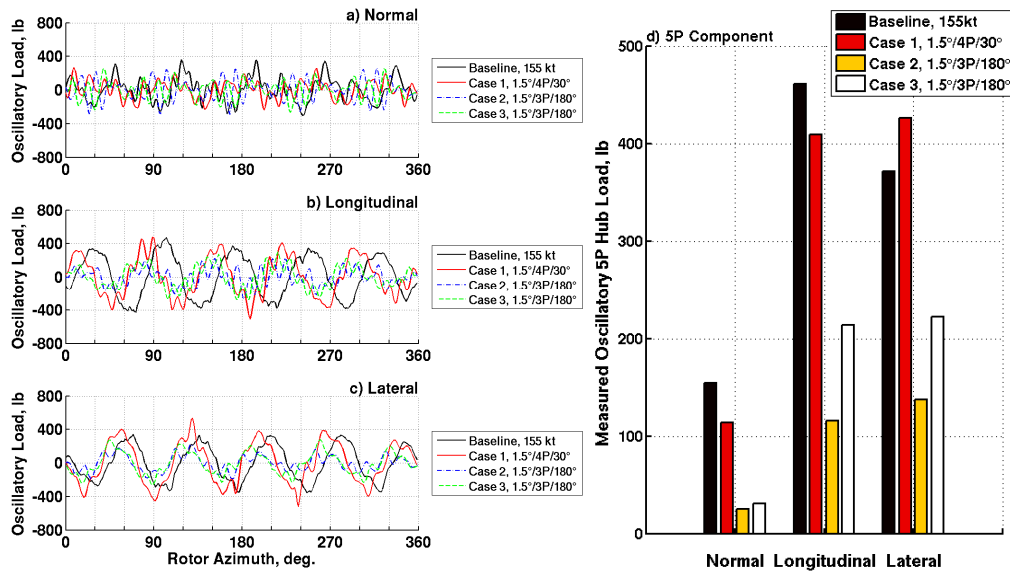 a) Normal
Oscillatory Load, lb
800
400
0
-400
-800
0
90
180
270
360
Baseline, 155 kt
Case 1, 1.5°/4P/30°
Case 2, 1.5°/3P/180°
Case 3, 1.5°/3P/180°
b) Longitudinal
Oscillatory Load, lb
800
400
0
-400
-800
0
90
180
270
360
Baseline, 155 kt
Case 1, 1.5°/4P/30°
Case 2, 1.5°/3P/180°
Case 3, 1.5°/3P/180°
c) Lateral
Oscillatory Load, lb
800
400
0
-400
-800
0
90
180
270
360
Rotor Azimuth, deg.
Baseline, 155 kt
Case 1, 1.5°/4P/30°
Case 2, 1.5°/3P/180°
Case 3, 1.5°/3P/180°
d) 5P Component
Baseline, 155kt
Case 1, 1.5°/4P/30°
Case 2, 1.5°/3P/180°
Case 3, 1.5°/3P/180°
Measured Oscillatory 5P Hub Load, lb
500
400
300
200
100
0
Normal Longitudinal Lateral